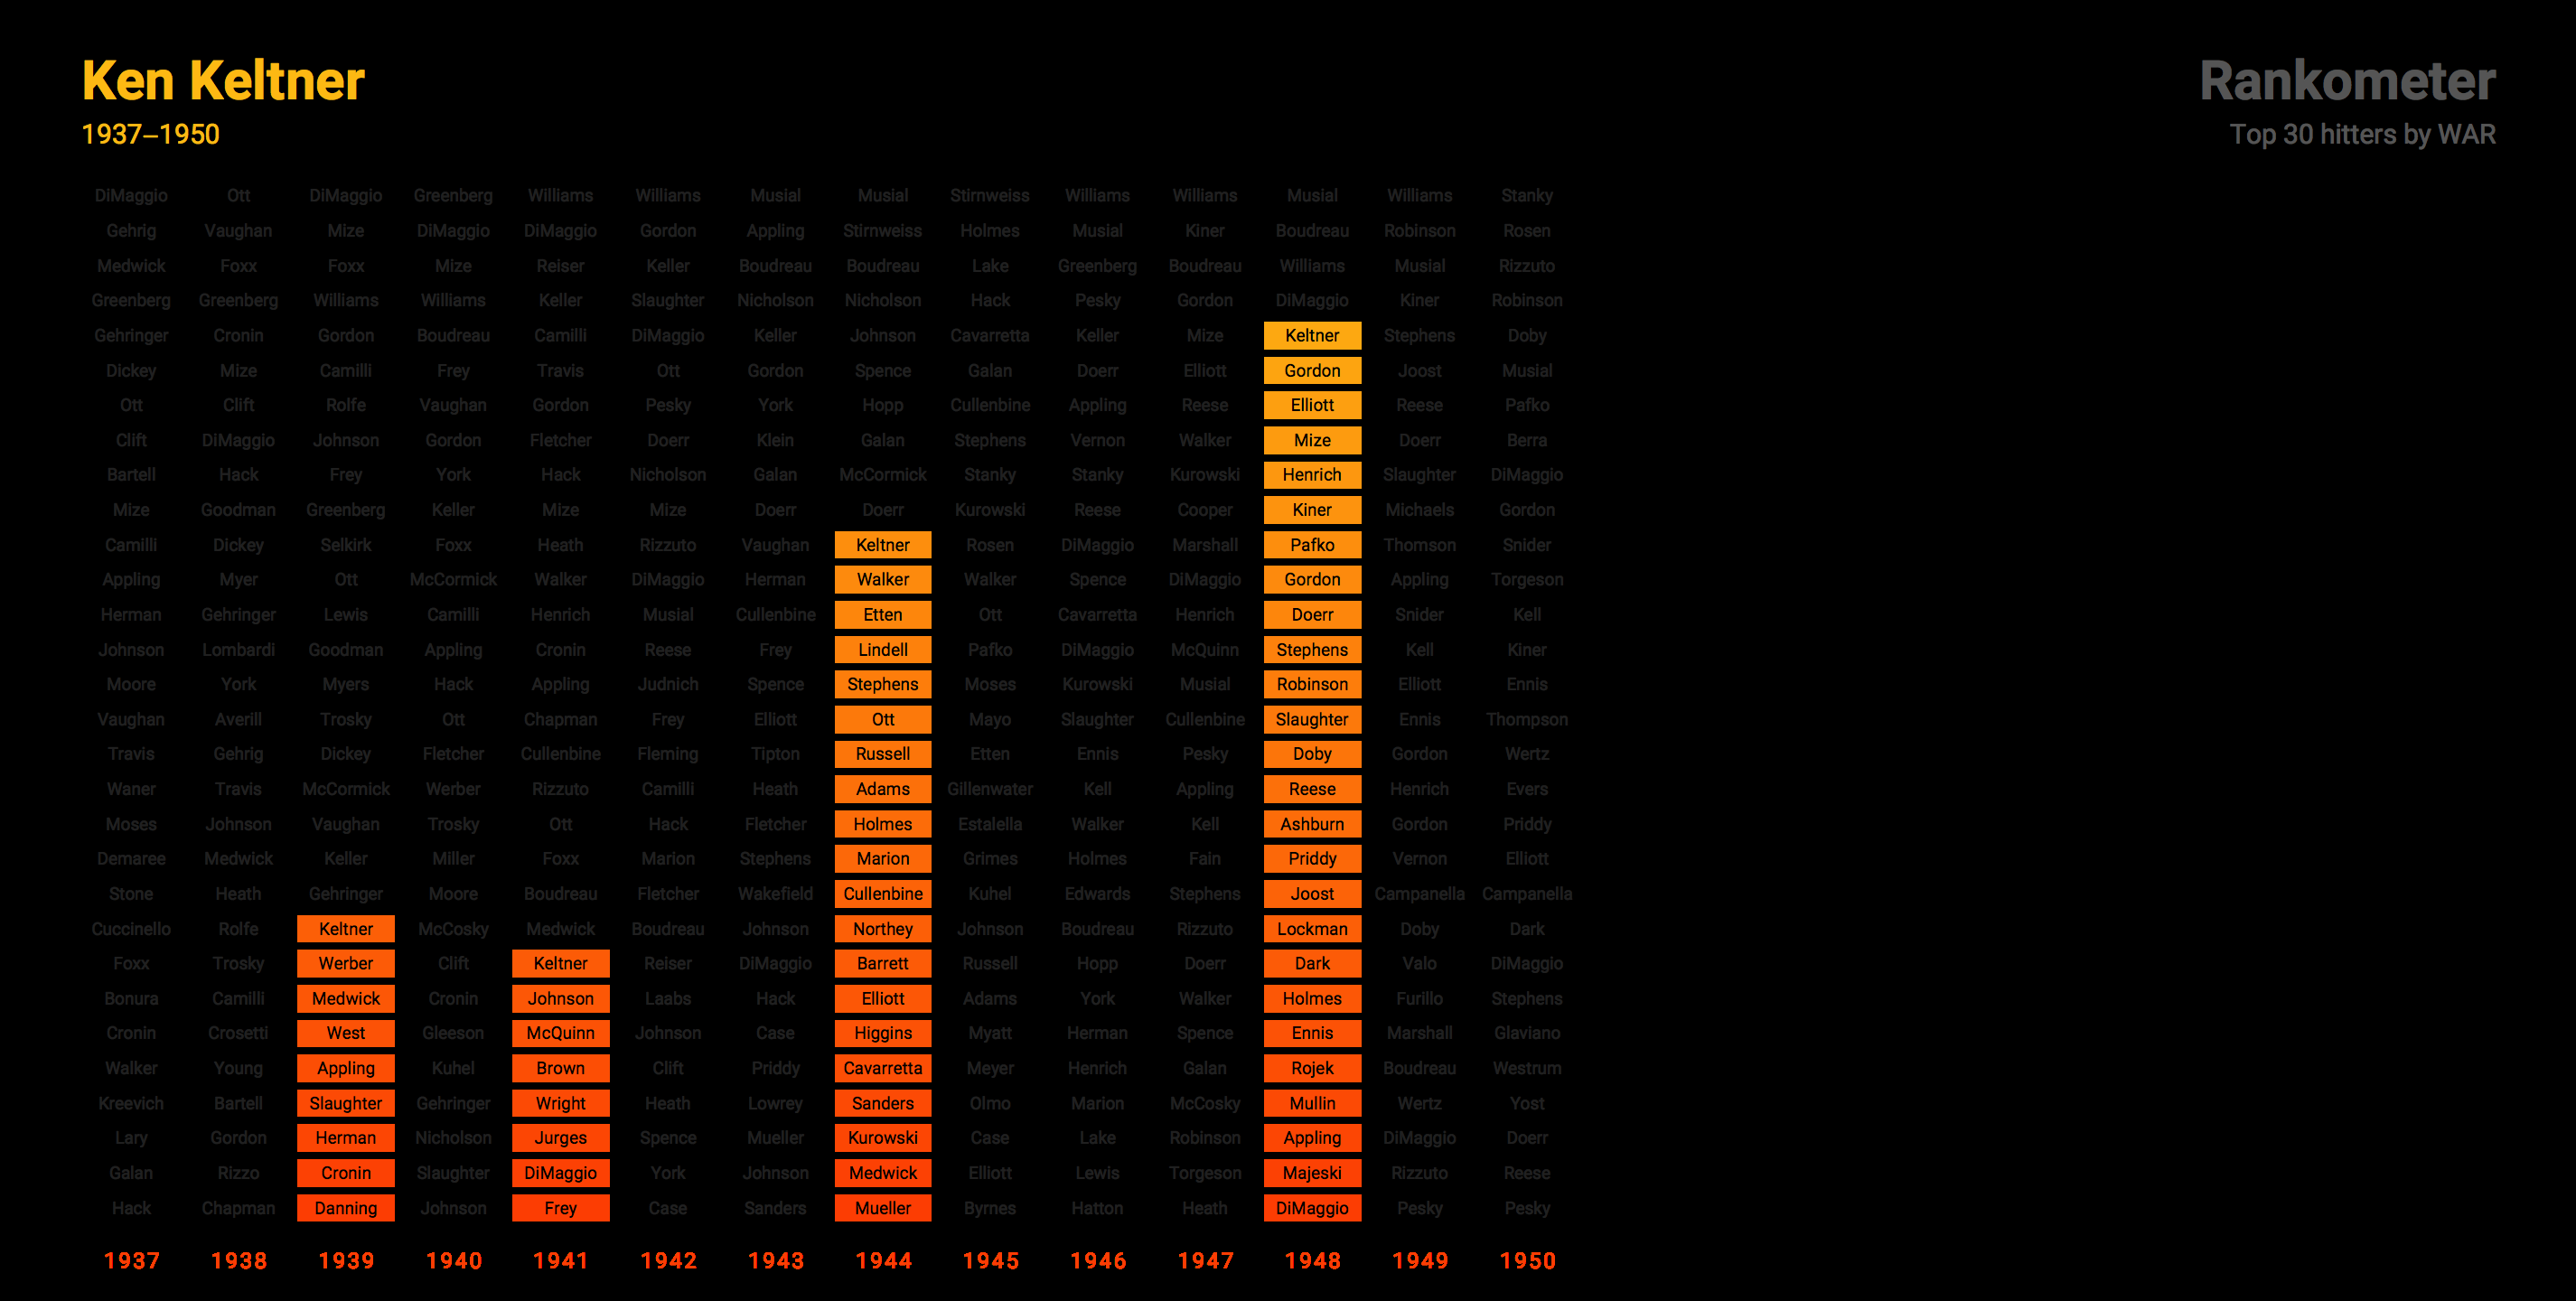 Ken Keltner
1937–1950
Rankometer
Top 30 hitters by WAR
DiMaggio Ott DiMaggio Greenberg Williams Williams Musial Musial Stirnweiss Williams Williams Musial Williams Stanky
Gehrig Vaughan Mize DiMaggio DiMaggio Gordon Appling Stirnweiss Holmes Musial Kiner Boudreau Robinson Rosen
Medwick Foxx Foxx Mize Reiser Keller Boudreau Boudreau Lake Greenberg Boudreau Williams Musial Rizzuto
Greenberg Greenberg Williams Williams Keller Slaughter Nicholson Nicholson Hack Pesky Gordon DiMaggio Kiner Robinson
Gehringer Cronin Gordon Boudreau Camilli DiMaggio Keller Johnson Cavarretta Keller Mize Keltner Stephens Doby
Dickey Mize Camilli Frey Travis Ott Gordon Spence Galan Doerr Elliott Gordon Joost Musial
Ott Clift Rolfe Vaughan Gordon Pesky York Hopp Cullenbine Appling Reese Elliott Reese Pafko
Clift DiMaggio Johnson Gordon Fletcher Doerr Klein Galan Stephens Vernon Walker Mize Doerr Berra
Bartell Hack Frey York Hack Nicholson Galan McCormick Stanky Stanky Kurowski Henrich Slaughter DiMaggio
Mize Goodman Greenberg Keller Mize Mize Doerr Doerr Kurowski Reese Cooper Kiner Michaels Gordon
Camilli Dickey Selkirk Foxx Heath Rizzuto Vaughan Keltner Rosen DiMaggio Marshall Pafko Thomson Snider
Appling Myer Ott McCormick Walker DiMaggio Herman Walker Walker Spence DiMaggio Gordon Appling Torgeson
Herman Gehringer Lewis Camilli Henrich Musial Cullenbine Etten Ott Cavarretta Henrich Doerr Snider Kell
Johnson Lombardi Goodman Appling Cronin Reese Frey Lindell Pafko DiMaggio McQuinn Stephens Kell Kiner
Moore York Myers Hack Appling Judnich Spence Stephens Moses Kurowski Musial Robinson Elliott Ennis
Vaughan Averill Trosky Ott Chapman Frey Elliott Ott Mayo Slaughter Cullenbine Slaughter Ennis Thompson
Travis Gehrig Dickey Fletcher Cullenbine Fleming Tipton Russell Etten Ennis Pesky Doby Gordon Wertz
Waner Travis McCormick Werber Rizzuto Camilli Heath Adams Gillenwater Kell Appling Reese Henrich Evers
Moses Johnson Vaughan Trosky Ott Hack Fletcher Holmes Estalella Walker Kell Ashburn Gordon Priddy
Demaree Medwick Keller Miller Foxx Marion Stephens Marion Grimes Holmes Fain Priddy Vernon Elliott
Stone Heath Gehringer Moore Boudreau Fletcher Wakefield Cullenbine Kuhel Edwards Stephens Joost Campanella Campanella
Cuccinello Rolfe Keltner McCosky Medwick Boudreau Johnson Northey Johnson Boudreau Rizzuto Lockman Doby Dark
Foxx Trosky Werber Clift Keltner Reiser DiMaggio Barrett Russell Hopp Doerr Dark Valo DiMaggio
Bonura Camilli Medwick Cronin Johnson Laabs Hack Elliott Adams York Walker Holmes Furillo Stephens
Cronin Crosetti West Gleeson McQuinn Johnson Case Higgins Myatt Herman Spence Ennis Marshall Glaviano
Walker Young Appling Kuhel Brown Clift Priddy Cavarretta Meyer Henrich Galan Rojek Boudreau Westrum
Kreevich Bartell Slaughter Gehringer Wright Heath Lowrey Sanders Olmo Marion McCosky Mullin Wertz Yost
Lary Gordon Herman Nicholson Jurges Spence Mueller Kurowski Case Lake Robinson Appling DiMaggio Doerr
Galan Rizzo Cronin Slaughter DiMaggio York Johnson Medwick Elliott Lewis Torgeson Majeski Rizzuto Reese
Hack Chapman Danning Johnson Frey Case Sanders Mueller Byrnes Hatton Heath DiMaggio Pesky Pesky
1937 1938 1939 1940 1941 1942 1943 1944 1945 1946 1947 1948 1949 1950